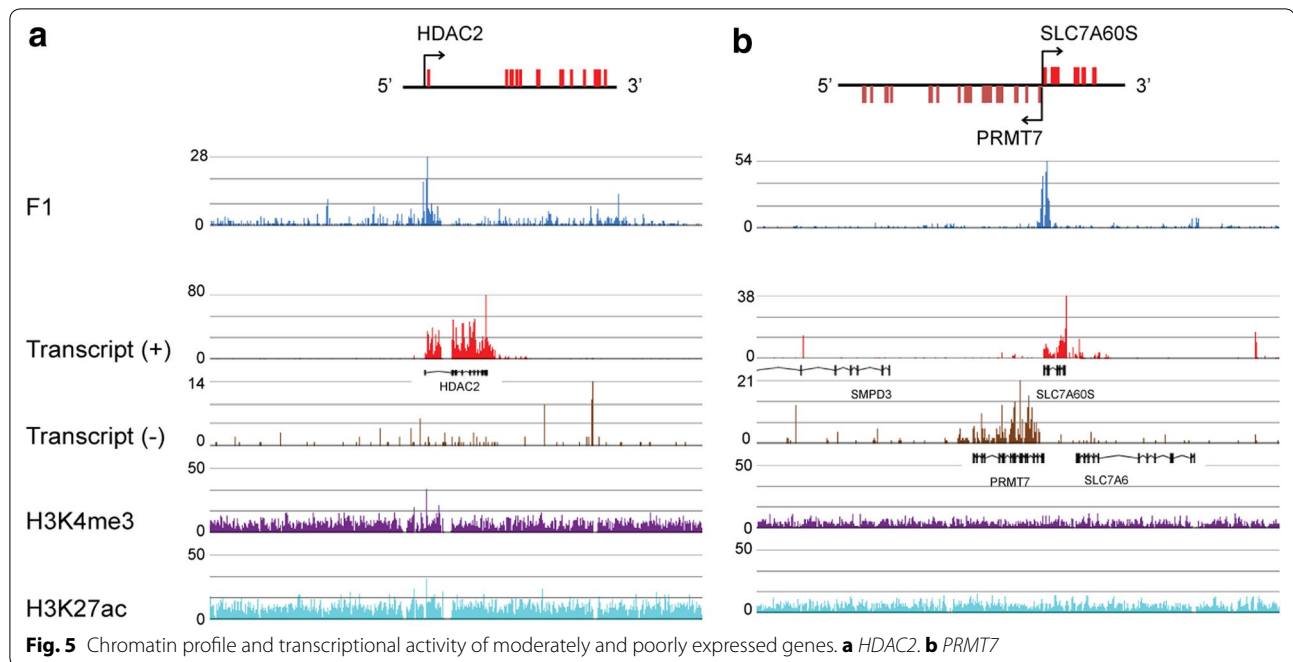 a
HDAC2
5’
3’
b
SLC7A60S
5’
3’
PRMT7
F1
28
0
54
0
Transcript (+)
80
0
HDAC2
38
0
SMPD3
SLC7A60S
Transcript (-)
14
0
21
0
PRMT7
SLC7A6
H3K4me3
50
0
50
0
H3K27ac
50
0
50
0
Fig. 5 Chromatin profile and transcriptional activity of moderately and poorly expressed genes. a HDAC2. b PRMT7